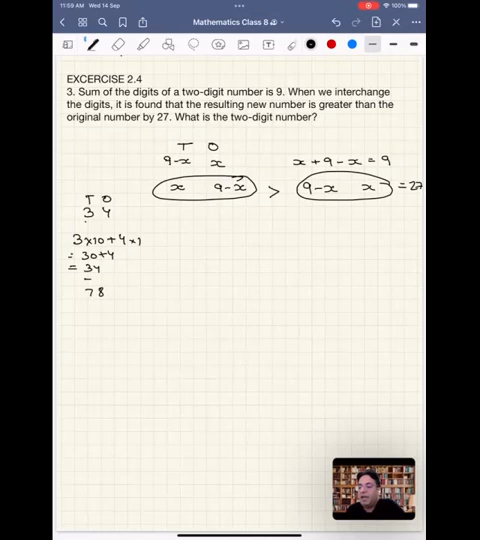 11:59 AM Wed 14 Sep
100%
Mathematics Class 8
EXCERCISE 2.4
3. Sum of the digits of a two-digit number is 9. When we interchange
the digits, it is found that the resulting new number is greater than the
original number by 27. What is the two-digit number?
T O
9-x x
x + 9 - x = 9
x 9-x > 9-x x = 27
T O
3 4
3×10+4×1
= 30+4
= 34
78